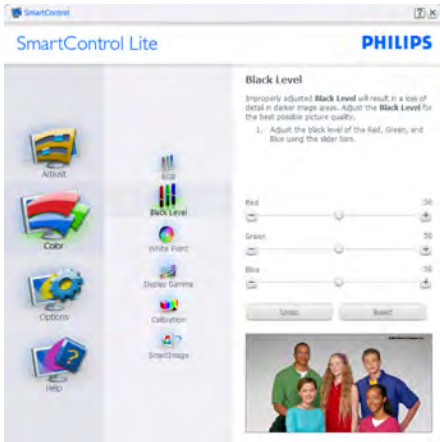 SmartControl
SmartControl Lite
PHILIPS
Black Level
Improperly adjusted Black Level will result in a loss of
detail in darker image areas. Adjust the Black Level for
the best possible picture quality.
1. Adjust the black level of the Red, Green, and
Blue using the slider bars.
Adjust
Color
Options
Help
RGB
Black Level
White Point
Display Gamma
Calibration
SmartImage
Red 50
Green 50
Blue 50
Undo Reset